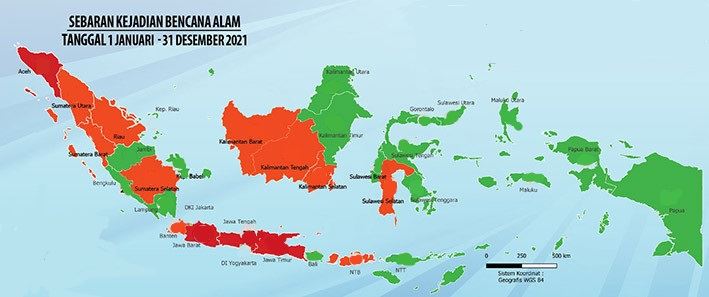 SEBARAN KEJADIAN BENCANA ALAM
TANGGAL 1 JANUARI - 31 DESEMBER 2021
Aceh
Sumatera Utara
Riau
Kep. Riau
Sumatera Barat
Jambi
Bengkulu
Sumatera Selatan
Kep. Babel
Lampung
DKI Jakarta
Banten
Jawa Barat
Jawa Tengah
DI Yogyakarta
Jawa Timur
Bali
NTB
NTT
Kalimantan Utara
Kalimantan Barat
Kalimantan Timur
Kalimantan Tengah
Kalimantan Selatan
Gorontalo
Sulawesi Utara
Sulawesi Tengah
Sulawesi Barat
Sulawesi Selatan
Sulawesi Tenggara
Maluku Utara
Maluku
Papua Barat
Papua
0 250 500 km
Sistem Koordinat :
Geografis WGS 84